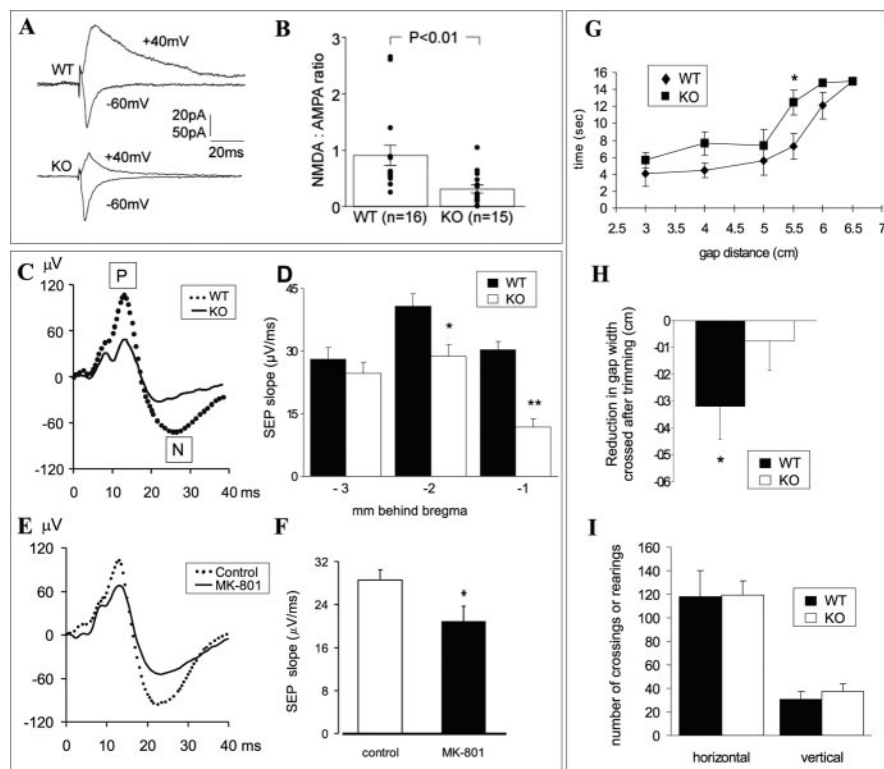 A
WT
+40mV
-60mV
20pA
50pA
20ms
KO
+40mV
-60mV
B
P<0.01
NMDA : AMPA ratio
3
2
1
0
WT (n=16) KO (n=15)
C
μV
P
WT
KO
120
60
0
-60
-120
N
0 10 20 30 40 ms
D
WT
KO
SEP slope (μV/ms)
45
30
15
0
*
**
- 3 -2 -1
mm behind bregma
E
μV
Control
MK-801
120
60
0
-60
-120
0 10 20 30 40 ms
F
SEP slope (μV/ms)
32
24
16
8
0
*
control MK-801
G
WT
KO
*
time (sec)
16
14
12
10
8
6
4
2
0
2.5 3 3.5 4 4.5 5 5.5 6 6.5 7
gap distance (cm)
H
Reduction in gap width
crossed after trimming (cm)
0
-0.1
-0.2
-0.3
-0.4
-0.5
-0.6
*
WT
KO
I
number of crossings or rearings
160
140
120
100
80
60
40
20
0
WT
KO
horizontal vertical